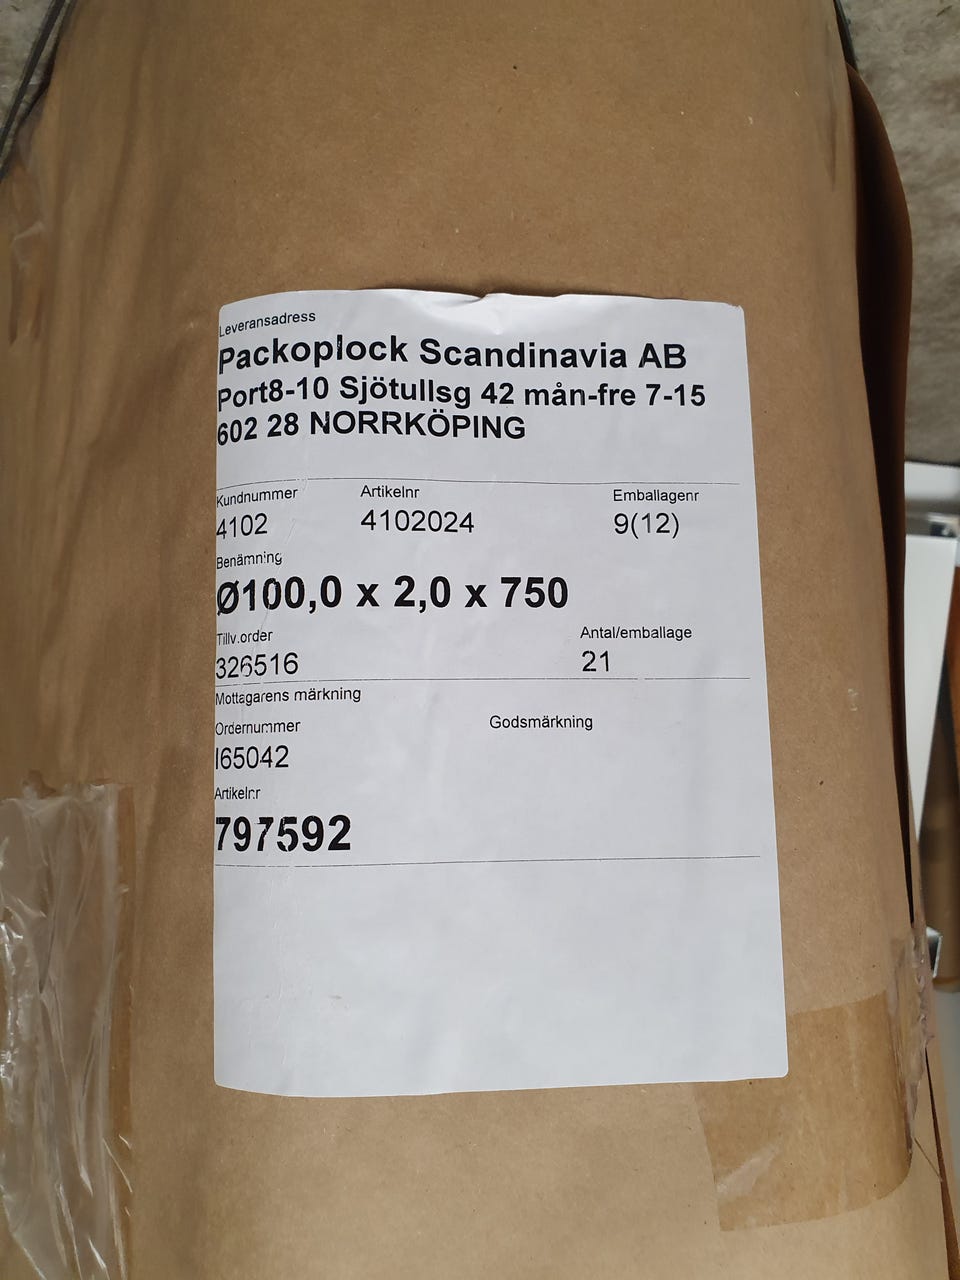 Leveransadress
Packoplock Scandinavia AB
Port8-10 Sjötullsg 42 mån-fre 7-15
602 28 NORRKÖPING
Kundnummer Artikelnr Emballagenr
4102 4102024 9(12)
Benämning
Ø100,0 x 2,0 x 750
Tillv.order Antal/emballage
326516 21
Mottagarens märkning
Ordernummer Godsmärkning
I65042
Artikelnr
797592